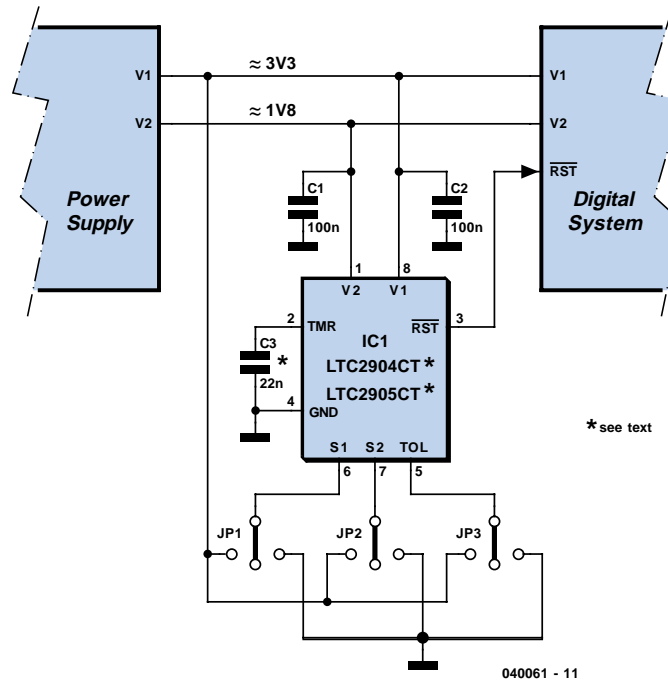 ≈ 3V3
V1
V1
≈ 1V8
V2
V2
RST
Power
Supply
Digital
System
C1
100n
C2
100n
1
8
V2
V1
2
TMR
RST
3
C3
*
22n
IC1
LTC2904CT*
LTC2905CT*
4
GND
S1
S2
TOL
6
7
5
* see text
JP1
JP2
JP3
040061 - 11